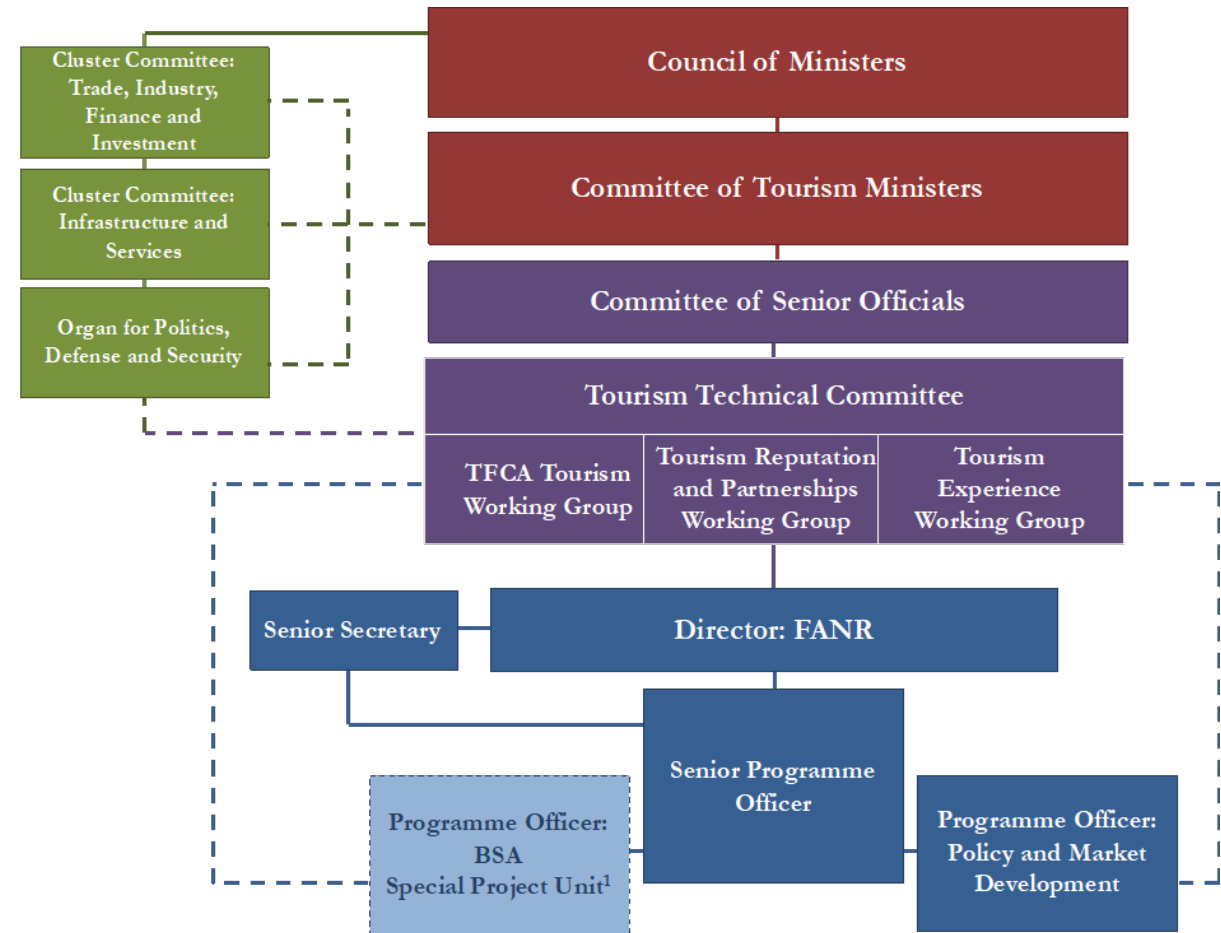 Council of Ministers
Cluster Committee:
Trade, Industry,
Finance and
Investment
Committee of Tourism Ministers
Cluster Committee:
Infrastructure and
Services
Committee of Senior Officials
Organ for Politics,
Defense and Security
Tourism Technical Committee
TFCA Tourism
Working Group
Tourism Reputation
and Partnerships
Working Group
Tourism
Experience
Working Group
Senior Secretary
Director: FANR
Senior Programme
Officer
Programme Officer:
BSA
Special Project Unit¹
Programme Officer:
Policy and Market
Development